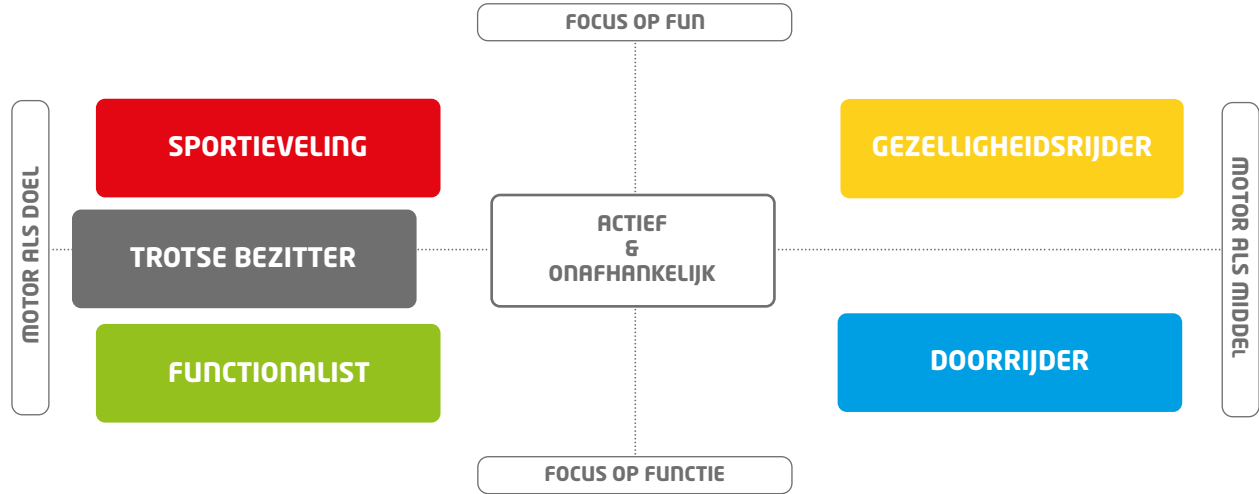 FOCUS OP FUN
SPORTIEVELING
GEZELLIGHEIDSRIJDER
MOTOR ALS DOEL
MOTOR ALS MIDDEL
TROTSE BEZITTER
ACTIEF
&
ONAFHANKELIJK
FUNCTIONALIST
DOORRIJDER
FOCUS OP FUNCTIE